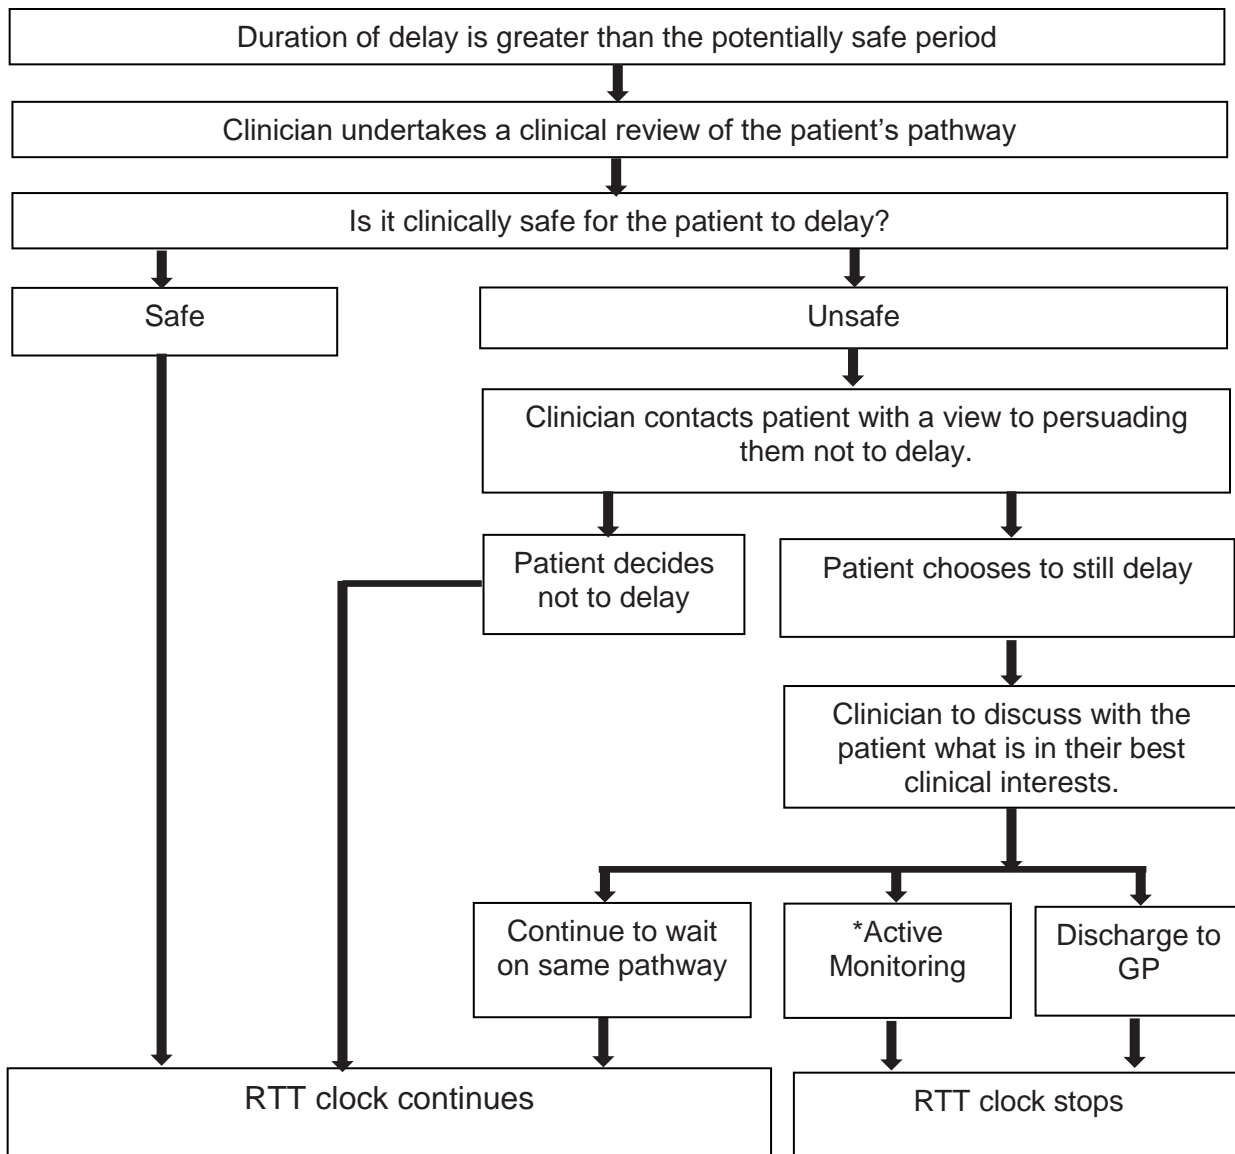 Duration of delay is greater than the potentially safe period
Clinician undertakes a clinical review of the patient’s pathway
Is it clinically safe for the patient to delay?
Safe
Unsafe
Clinician contacts patient with a view to persuading
them not to delay.
Patient decides
not to delay
Patient chooses to still delay
Clinician to discuss with the
patient what is in their best
clinical interests.
Continue to wait
on same pathway
*Active
Monitoring
Discharge to
GP
RTT clock continues
RTT clock stops